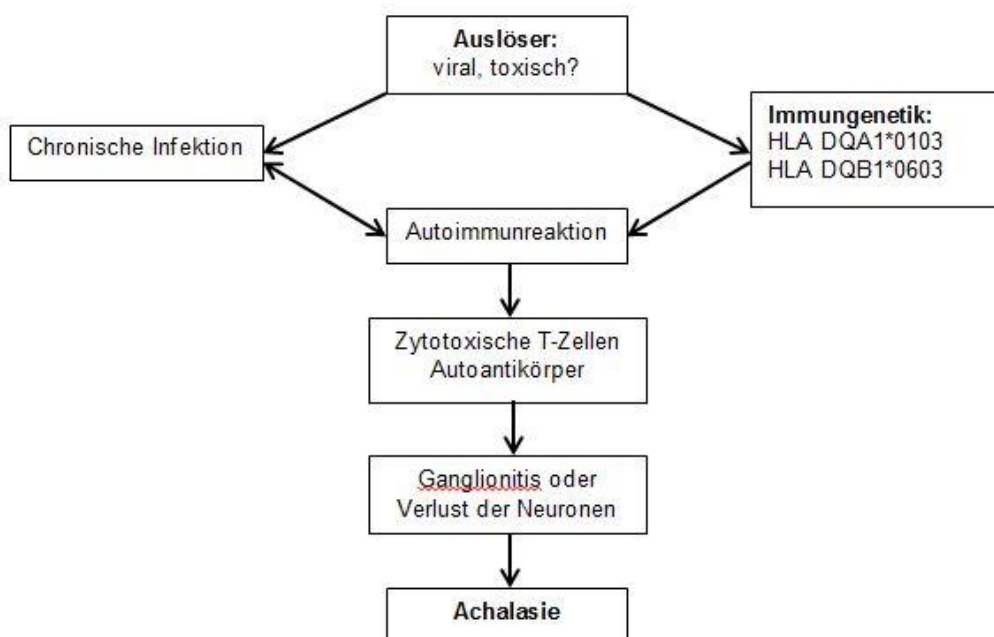 Auslöser:
viral, toxisch?
Chronische Infektion
Immungenetik:
HLA DQA1*0103
HLA DQB1*0603
Autoimmunreaktion
Zytotoxische T-Zellen
Autoantikörper
Ganglionitis oder
Verlust der Neuronen
Achalasie